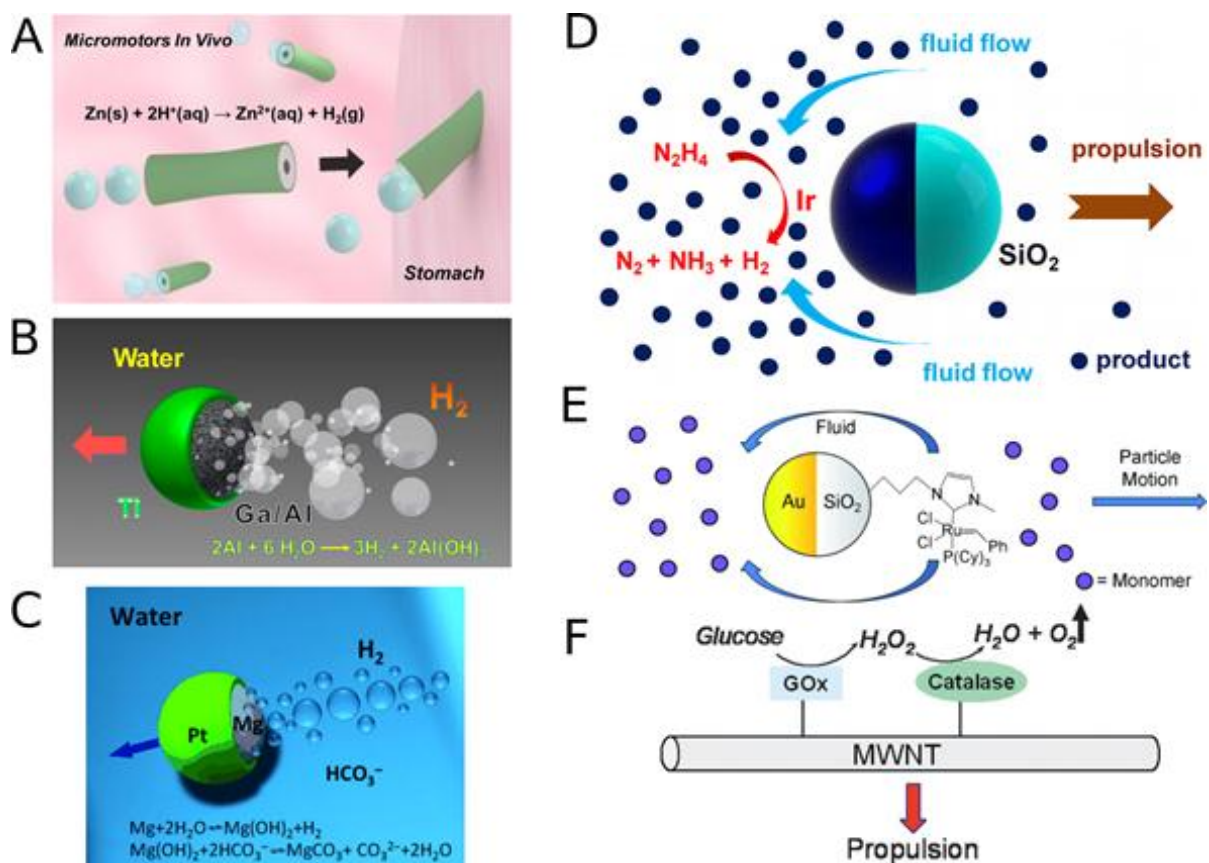 A
Micromotors In Vivo
Zn(s) + 2H⁺(aq) → Zn²⁺(aq) + H₂(g)
Stomach
B
Water
H₂
Ti
Ga/Al
2Al + 6 H₂O → 3H₂ + 2Al(OH)
C
Water
H₂
Pt
Mg
HCO₃⁻
Mg+2H₂O⇌Mg(OH)₂+H₂
Mg(OH)₂+2HCO₃⁻⇌MgCO₃+ CO₃²⁻+2H₂O
D
fluid flow
N₂H₄
propulsion
Ir
SiO₂
N₂ + NH₃ + H₂
fluid flow
product
E
Fluid
Particle
Motion
Au
SiO₂
N
N
Cl
Ru
Cl
Ph
P(Cy)₃
= Monomer
F
Glucose
H₂O₂
H₂O + O₂
GOx
Catalase
MWNT
Propulsion